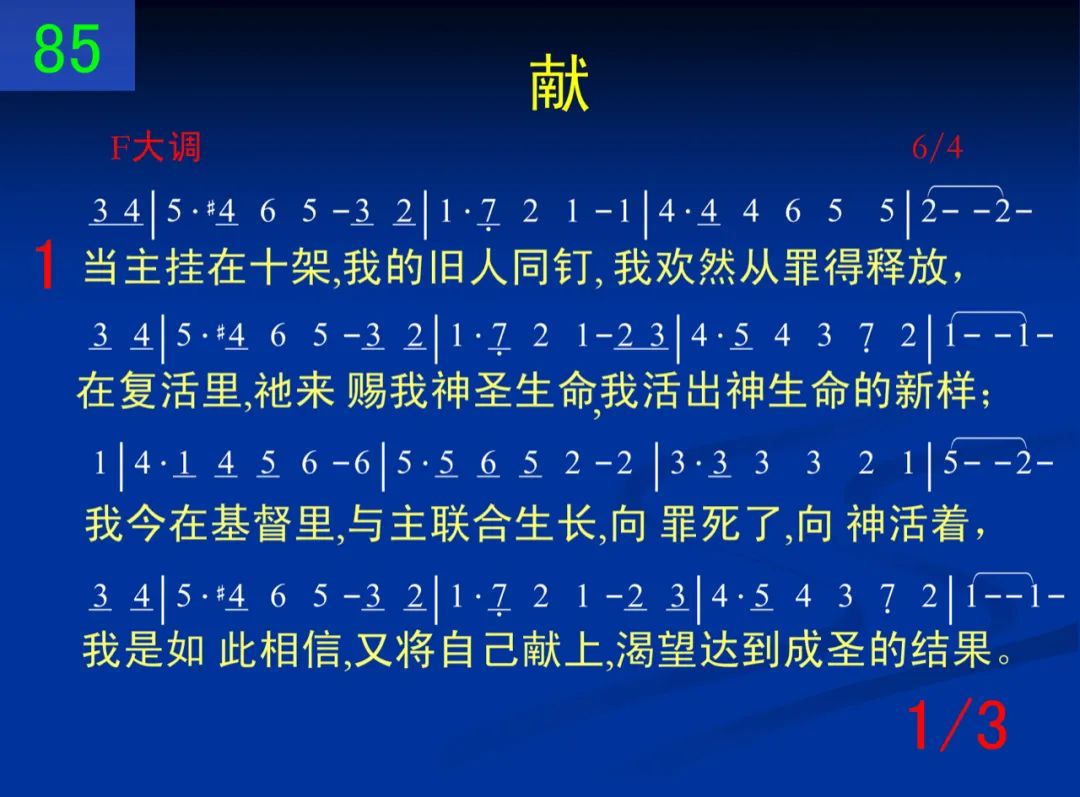 85
献
F大调 6/4
3 4|5·#4 6 5 -3 2|1·7 2 1 -1|4·4 4 6 5 5|2- -2-
1 当主挂在十架,我的旧人同钉,我欢然从罪得释放，
3 4|5·#4 6 5 -3 2|1·7 2 1-2 3|4·5 4 3 7 2|1- -1-
在复活里,祂来 赐我神圣生命,我活出神生命的新样；
1|4·1 4 5 6 -6|5·5 6 5 2 -2|3·3 3 3 2 1|5- -2-
我今在基督里,与主联合生长,向 罪死了,向 神活着，
3 4|5·#4 6 5 -3 2|1·7 2 1 -2 3|4·5 4 3 7 2|1--1-
我是如 此相信,又将自己献上,渴望达到成圣的结果。
1/3